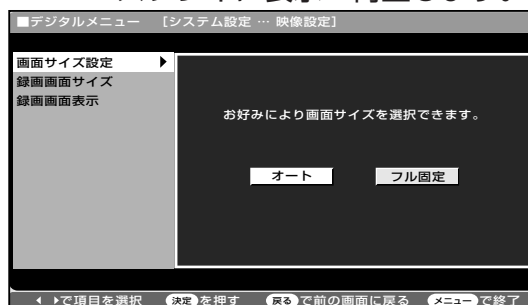 ■デジタルメニュー [システム設定 … 映像設定]
画面サイズ設定
録画画面サイズ
録画画面表示
お好みにより画面サイズを選択できます。
オート フル固定
で項目を選択 決定 を押す 戻る で前の画面に戻る メニュー で終了